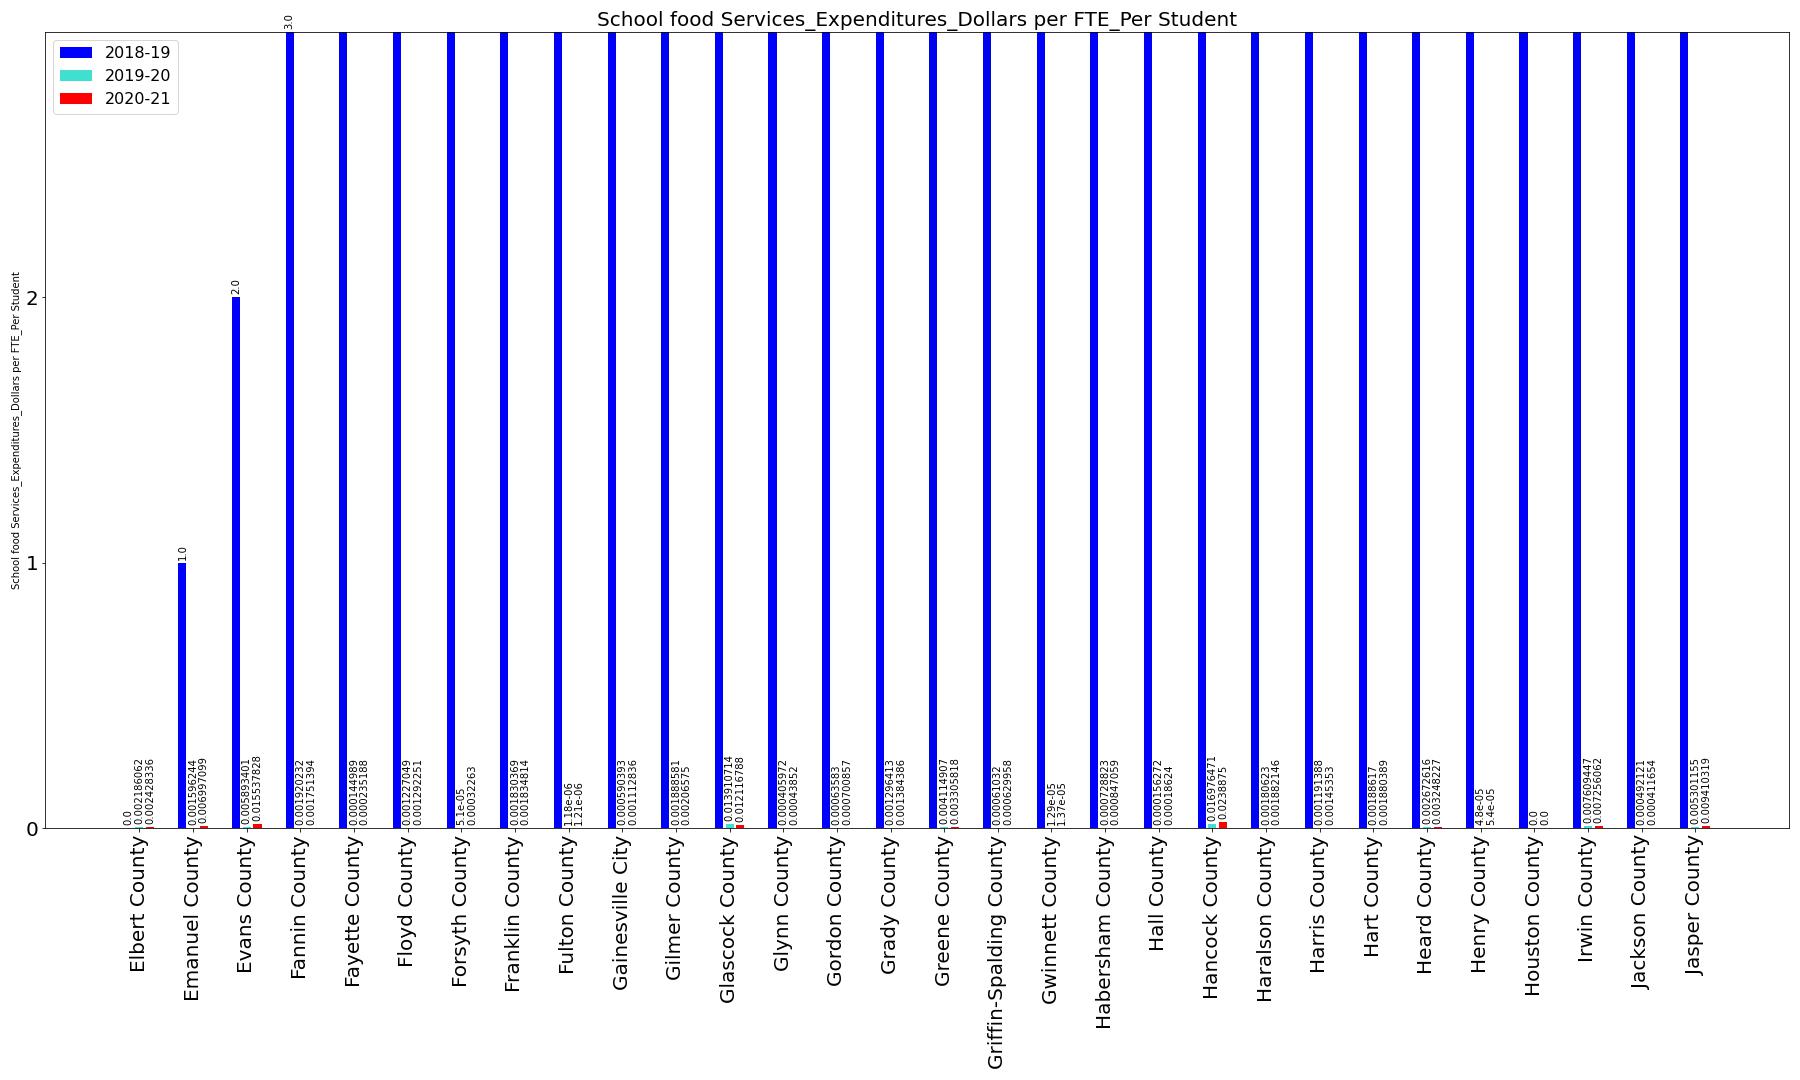 School food Services_Expenditures_Dollars per FTE_Per Student
2018-19
2019-20
2020-21
School food Services_Expenditures_Dollars per FTE_Per Student
2
1
0
0.0
0.002186062
0.002428336
1.0
0.001596244
0.006997099
2.0
0.005893401
0.015537828
3.0
0.001920232
0.001751394
0.000144989
0.000235188
0.001227049
0.001292251
5.1e-05
0.00032263
0.001830369
0.001834814
1.18e-06
1.21e-06
0.000590393
0.001112836
0.001888581
0.00206575
0.013910714
0.012116788
0.000405972
0.00043852
0.00063583
0.000700857
0.001296413
0.001384386
0.004114907
0.003305818
0.00061032
0.000629958
1.29e-05
1.37e-05
0.000728823
0.000847059
0.000156272
0.00018624
0.016976471
0.0239875
0.00180623
0.001882146
0.001191388
0.00145353
0.00188617
0.001880389
0.002672616
0.003248227
4.8e-05
5.4e-05
0.0
0.0
0.007609447
0.007256062
0.000492121
0.000411654
0.005301155
0.009410319
Elbert County
Emanuel County
Evans County
Fannin County
Fayette County
Floyd County
Forsyth County
Franklin County
Fulton County
Gainesville City
Gilmer County
Glascock County
Glynn County
Gordon County
Grady County
Greene County
Griffin-Spalding County
Gwinnett County
Habersham County
Hall County
Hancock County
Haralson County
Harris County
Hart County
Heard County
Henry County
Houston County
Irwin County
Jackson County
Jasper County